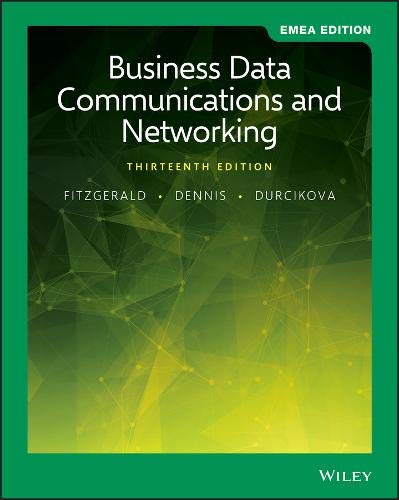 EMEA EDITION
Business Data
Communications and
Networking
THIRTEENTH EDITION
FITZGERALD • DENNIS • DURCIKOVA
WILEY